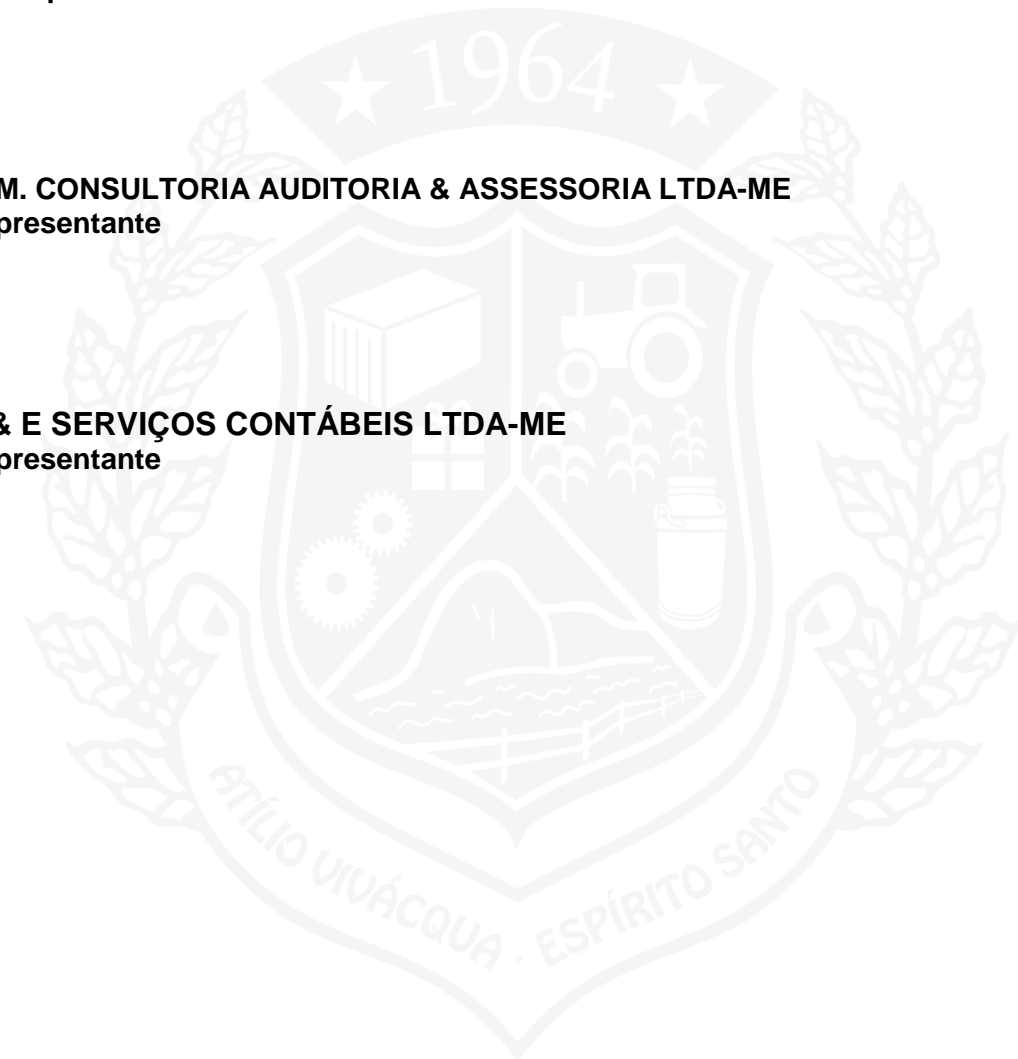 ★ 1964 ★
M. CONSULTORIA AUDITORIA & ASSESSORIA LTDA-ME
presentante
& E SERVIÇOS CONTÁBEIS LTDA-ME
presentante
ATÍLIO VIVÁCQUA . ESPÍRITO SANTO